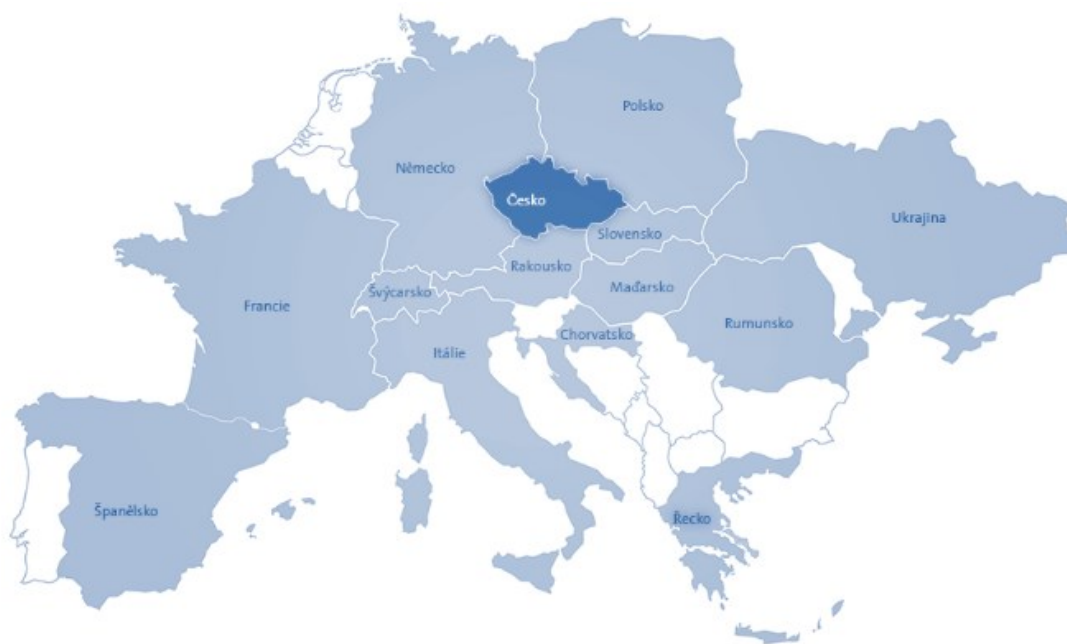 Polsko
Německo
Česko
Ukrajina
Slovensko
Rakousko
Švýcarsko
Maďarsko
Francie
Rumunsko
Chorvatsko
Itálie
Španělsko
Řecko